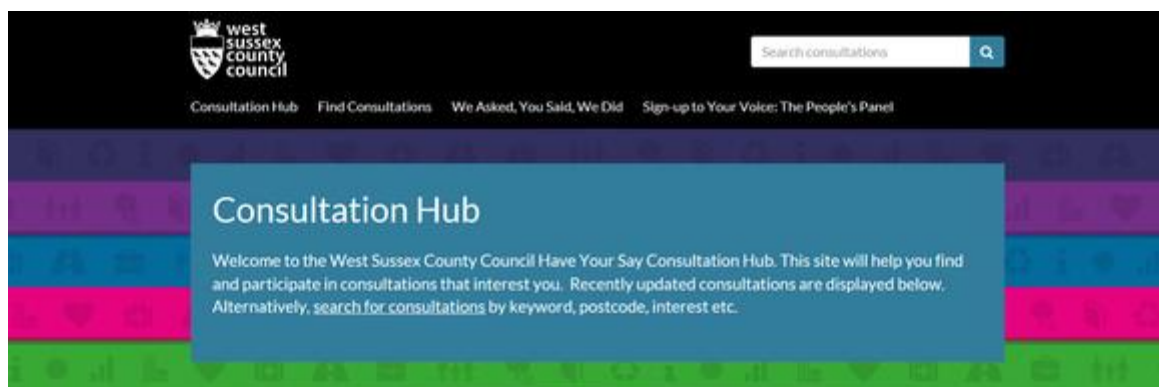 west
sussex
county
council
Search consultations
Consultation Hub Find Consultations We Asked, You Said, We Did Sign-up to Your Voice: The People's Panel
Consultation Hub
Welcome to the West Sussex County Council Have Your Say Consultation Hub. This site will help you find
and participate in consultations that interest you. Recently updated consultations are displayed below.
Alternatively, search for consultations by keyword, postcode, interest etc.